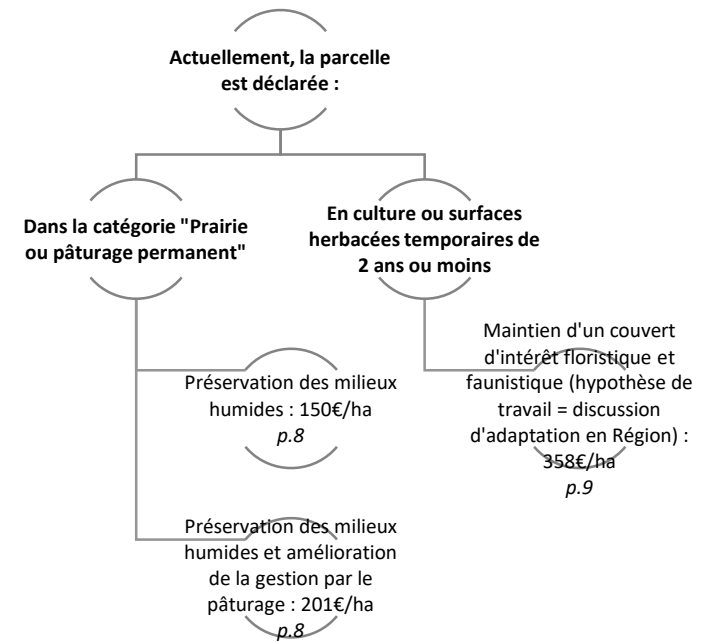 Actuellement, la parcelle
est déclarée :
Dans la catégorie "Prairie
ou pâturage permanent"
En culture ou surfaces
herbacées temporaires de
2 ans ou moins
Préservation des milieux
humides : 150€/ha
p.8
Préservation des milieux
humides et amélioration
de la gestion par le
pâturage : 201€/ha
p.8
Maintien d'un couvert
d'intérêt floristique et
faunistique (hypothèse de
travail = discussion
d'adaptation en Région) :
358€/ha
p.9